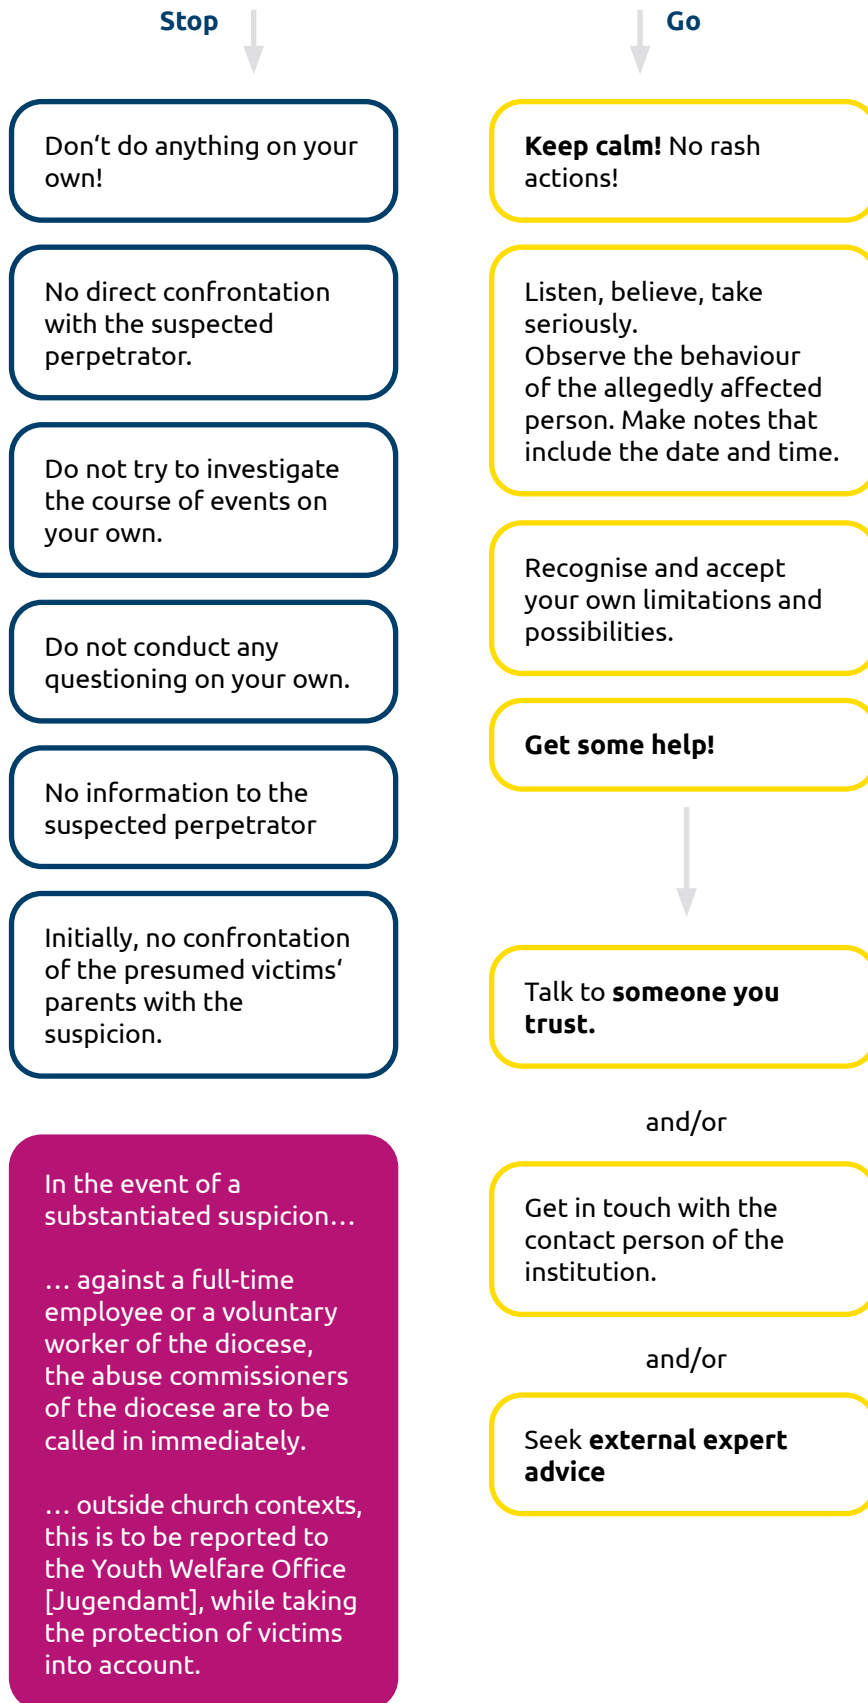 Stop
Don‘t do anything on your
own!
No direct confrontation
with the suspected
perpetrator.
Do not try to investigate
the course of events on
your own.
Do not conduct any
questioning on your own.
No information to the
suspected perpetrator
Initially, no confrontation
of the presumed victims‘
parents with the
suspicion.
In the event of a
substantiated suspicion…
… against a full-time
employee or a voluntary
worker of the diocese,
the abuse commissioners
of the diocese are to be
called in immediately.
… outside church contexts,
this is to be reported to
the Youth Welfare Office
[Jugendamt], while taking
the protection of victims
into account.
Go
Keep calm! No rash
actions!
Listen, believe, take
seriously.
Observe the behaviour
of the allegedly affected
person. Make notes that
include the date and time.
Recognise and accept
your own limitations and
possibilities.
Get some help!
Talk to someone you
trust.
and/or
Get in touch with the
contact person of the
institution.
and/or
Seek external expert
advice